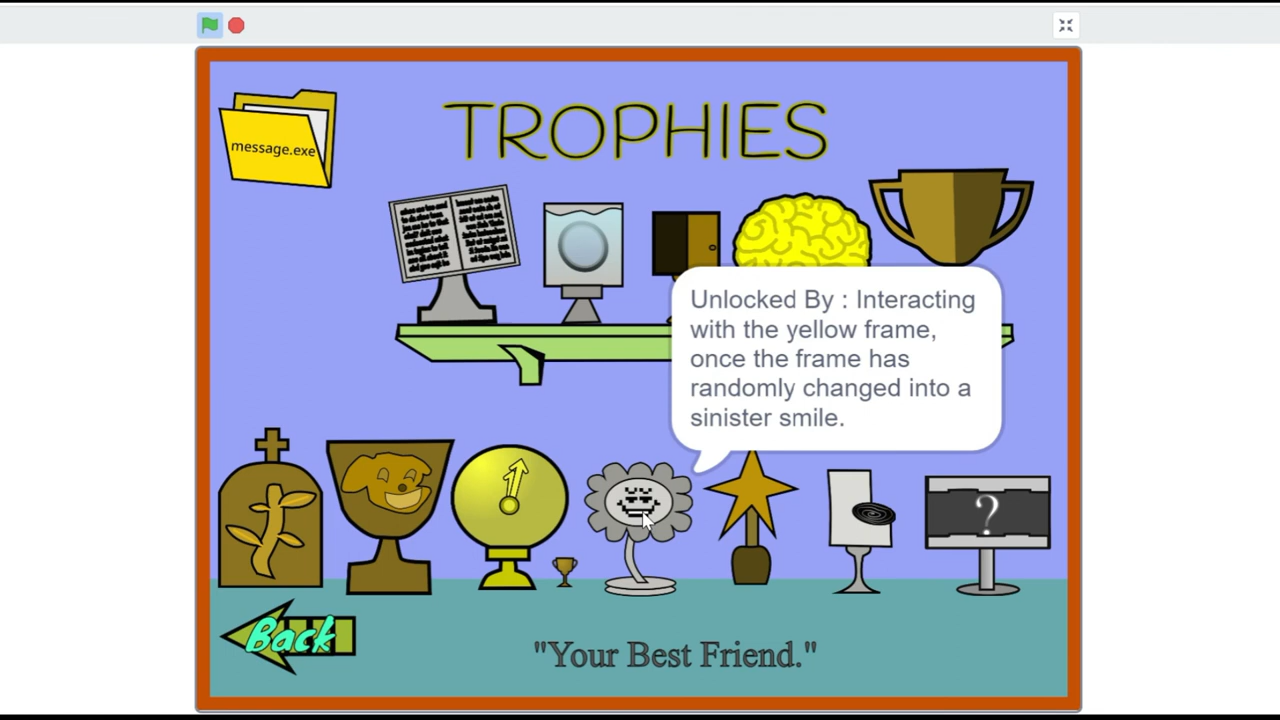 TROPHIES
message.exe
Unlocked By : Interacting
with the yellow frame,
once the frame has
randomly changed into a
sinister smile.
?
Back
"Your Best Friend."